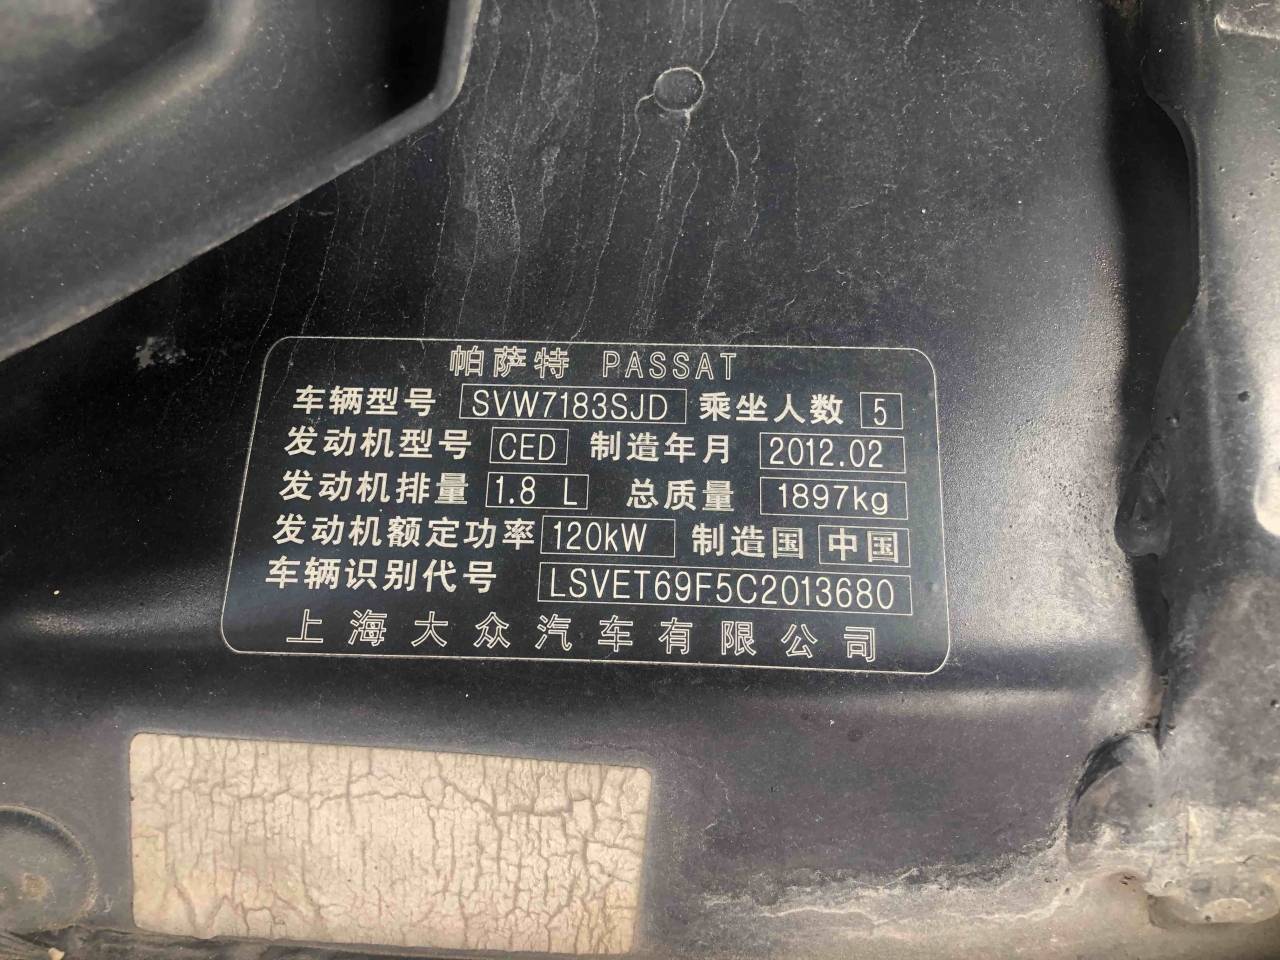 帕萨特 PASSAT
车辆型号 SVW7183SJD 乘坐人数 5
发动机型号 CED 制造年月 2012.02
发动机排量 1.8 L 总质量 1897kg
发动机额定功率 120kW 制造国 中国
车辆识别代号 LSVET69F5C2013680
上海大众汽车有限公司